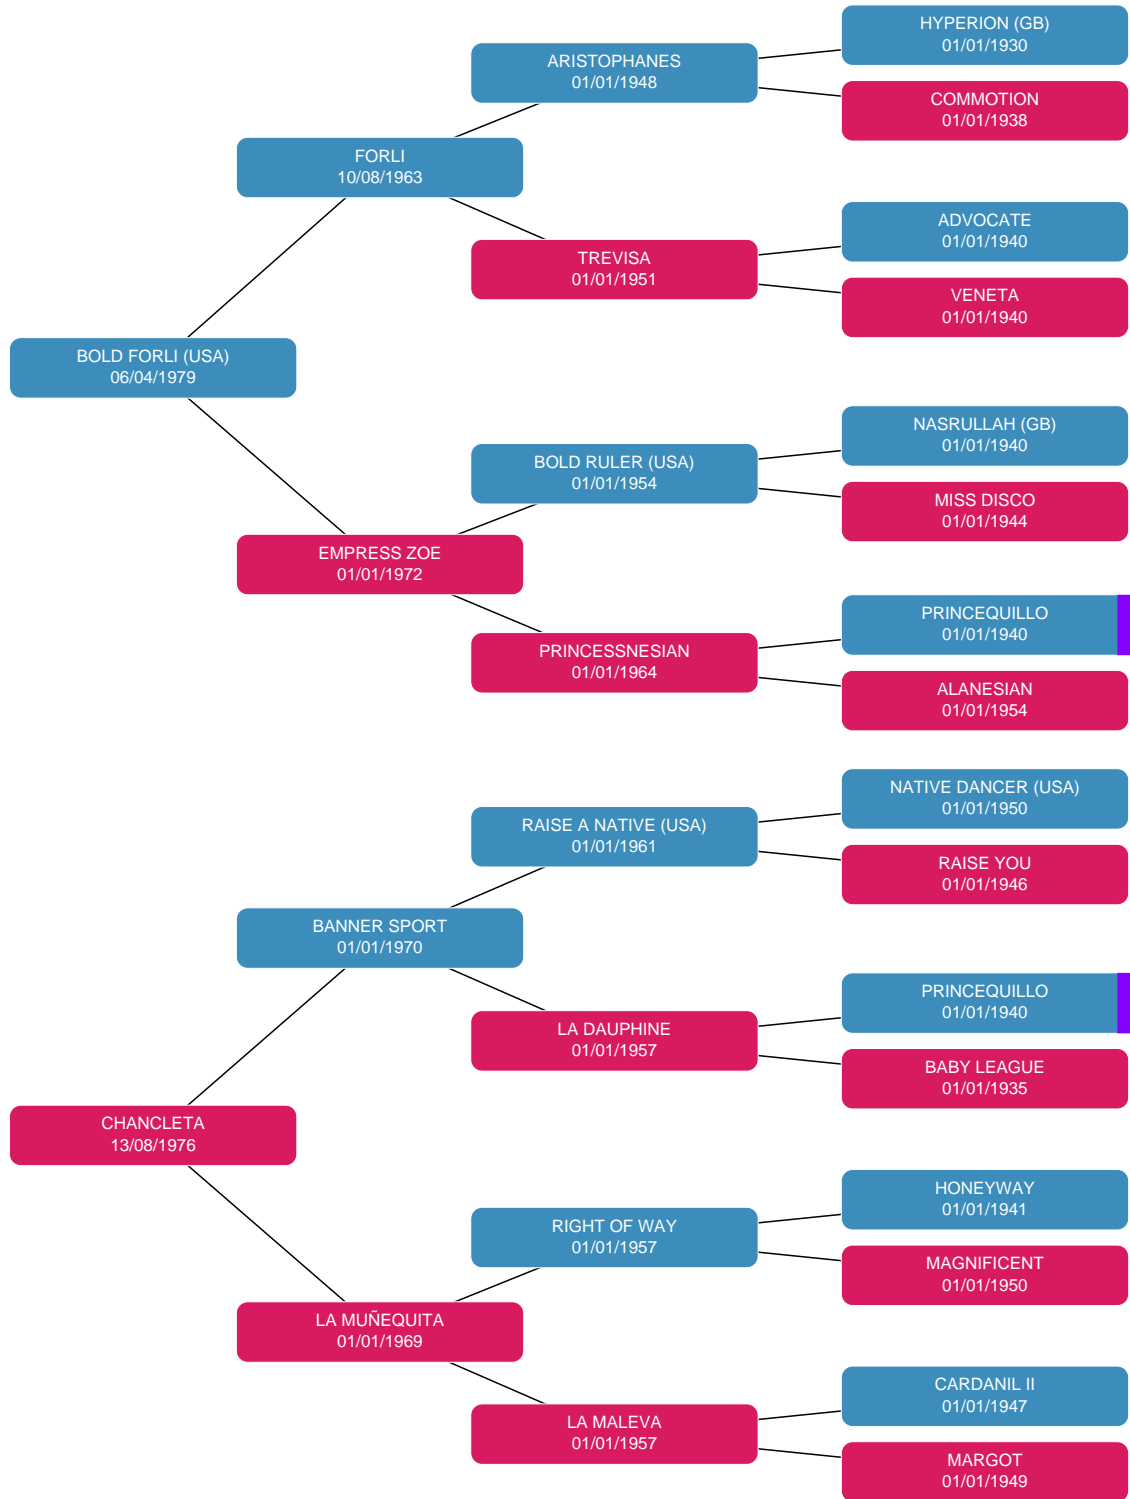 HYPERION (GB)
01/01/1930
ARISTOPHANES
01/01/1948
COMMOTION
01/01/1938
FORLI
10/08/1963
ADVOCATE
01/01/1940
TREVISA
01/01/1951
VENETA
01/01/1940
BOLD FORLI (USA)
06/04/1979
NASRULLAH (GB)
01/01/1940
BOLD RULER (USA)
01/01/1954
MISS DISCO
01/01/1944
EMPRESS ZOE
01/01/1972
PRINCEQUILLO
01/01/1940
PRINCESSNESIAN
01/01/1964
ALANESIAN
01/01/1954
NATIVE DANCER (USA)
01/01/1950
RAISE A NATIVE (USA)
01/01/1961
RAISE YOU
01/01/1946
BANNER SPORT
01/01/1970
PRINCEQUILLO
01/01/1940
LA DAUPHINE
01/01/1957
BABY LEAGUE
01/01/1935
CHANCLETA
13/08/1976
HONEYWAY
01/01/1941
RIGHT OF WAY
01/01/1957
MAGNIFICENT
01/01/1950
LA MUÑEQUITA
01/01/1969
CARDANIL II
01/01/1947
LA MALEVA
01/01/1957
MARGOT
01/01/1949